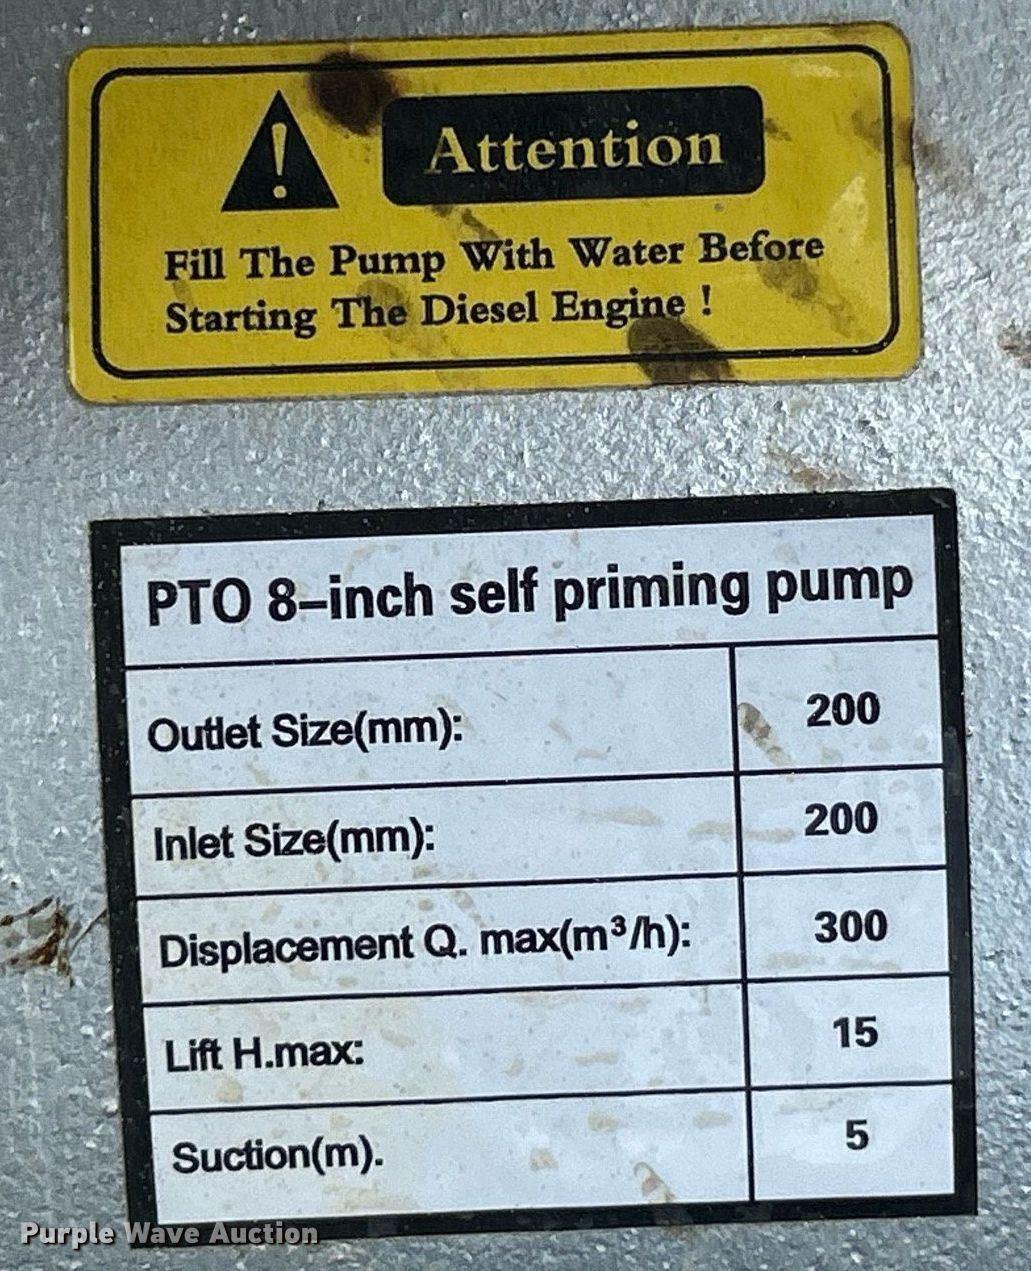 Attention
Fill The Pump With Water Before
Starting The Diesel Engine !
PTO 8-inch self priming pump
Outlet Size(mm): 200
Inlet Size(mm): 200
Displacement Q. max(m³/h): 300
Lift H.max: 15
Suction(m). 5
Purple Wave Auction